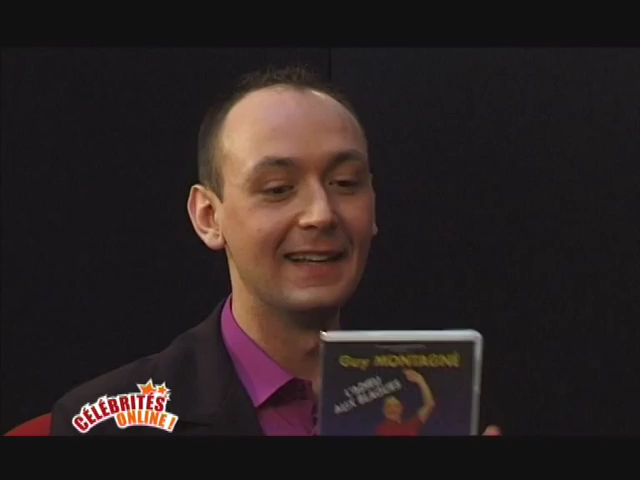 Guy MONTAGNÉ
L'ADIEU
AUX BLAGUES
CÉLÉBRITÉS
ONLINE!